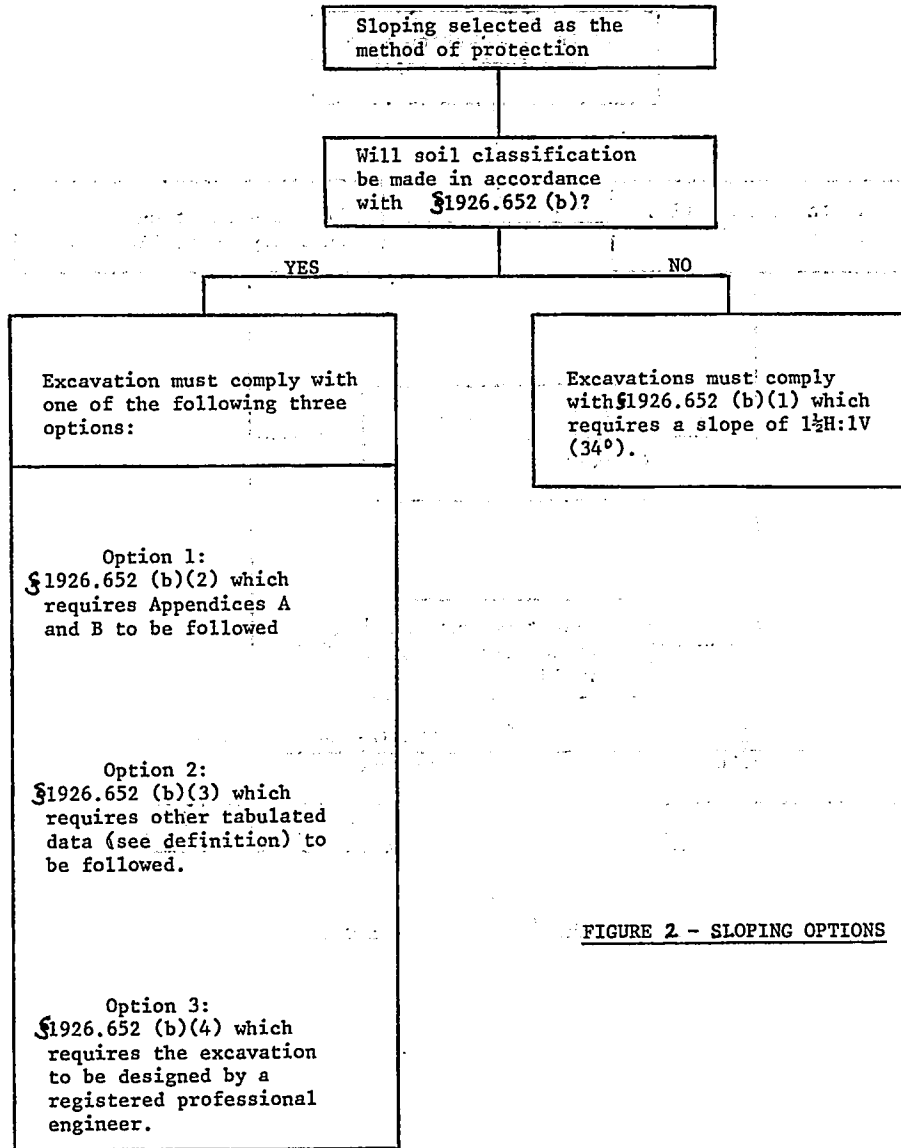 Sloping selected as the
method of protection
Will soil classification
be made in accordance
with §1926.652 (b)?
YES
NO
Excavation must comply with
one of the following three
options:
Option 1:
§1926.652 (b)(2) which
requires Appendices A
and B to be followed
Option 2:
§1926.652 (b)(3) which
requires other tabulated
data (see definition) to
be followed.
Option 3:
§1926.652 (b)(4) which
requires the excavation
to be designed by a
registered professional
engineer.
Excavations must comply
with §1926.652 (b)(1) which
requires a slope of 1½H:1V
(34°).
FIGURE 2 - SLOPING OPTIONS